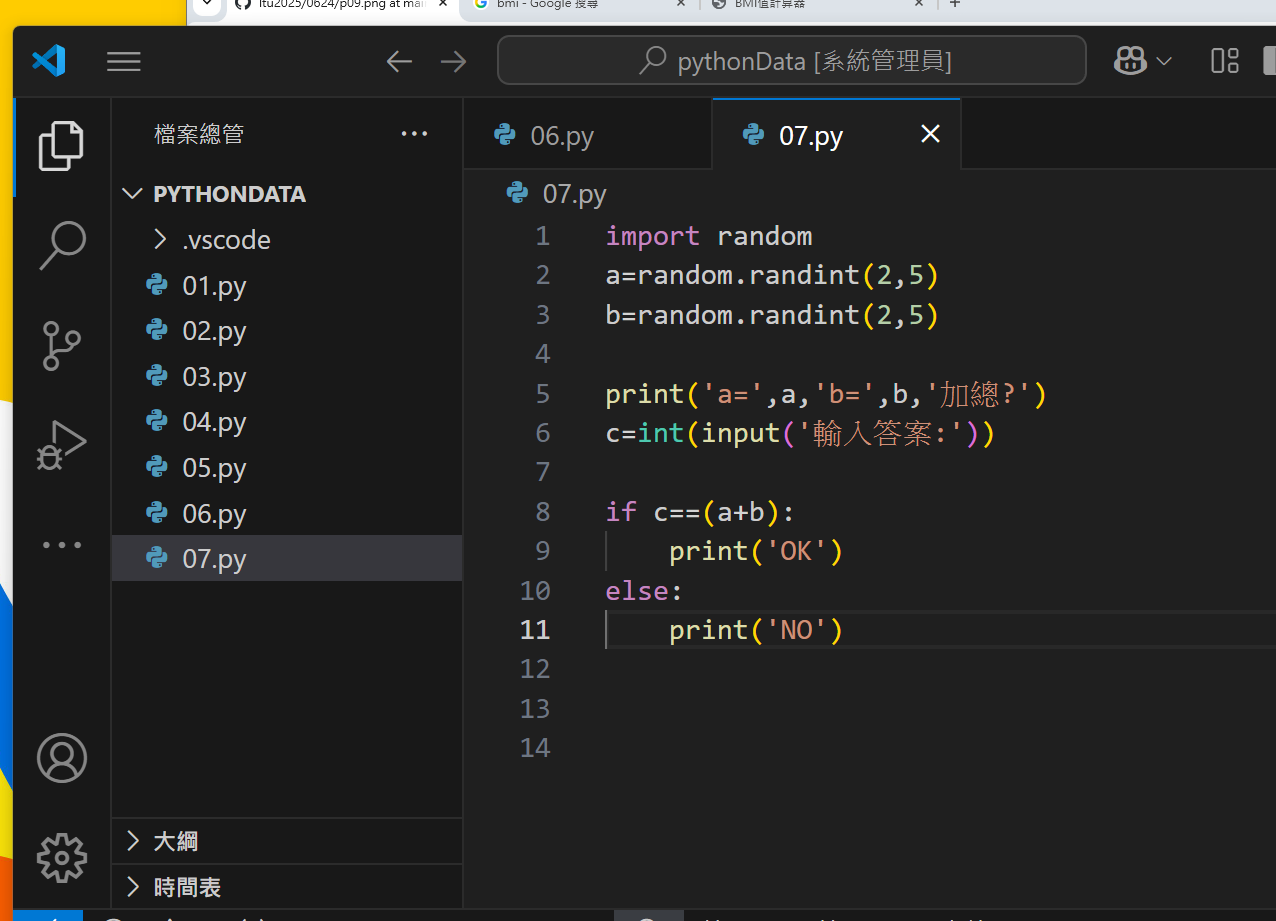 ltu2025/0624/p09.png at mai
bmi - Google 搜尋
BMI值計算器
pythonData [系統管理員]
檔案總管
06.py
07.py
PYTHONDATA
.vscode
01.py
02.py
03.py
04.py
05.py
06.py
07.py
大綱
時間表
07.py
1 import random
2 a=random.randint(2,5)
3 b=random.randint(2,5)
4
5 print('a=',a,'b=',b,'加總?')
6 c=int(input('輸入答案:'))
7
8 if c==(a+b):
9     print('OK')
10 else:
11     print('NO')
12
13
14